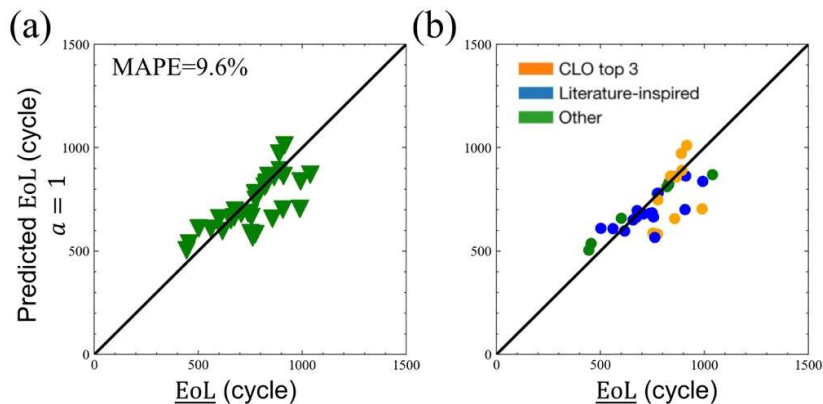 (a)
MAPE=9.6%
Predicted EoL (cycle)
a = 1
1500
1000
500
0
0
500
1000
1500
EoL (cycle)
(b)
CLO top 3
Literature-inspired
Other
1500
1000
500
0
0
500
1000
1500
EoL (cycle)